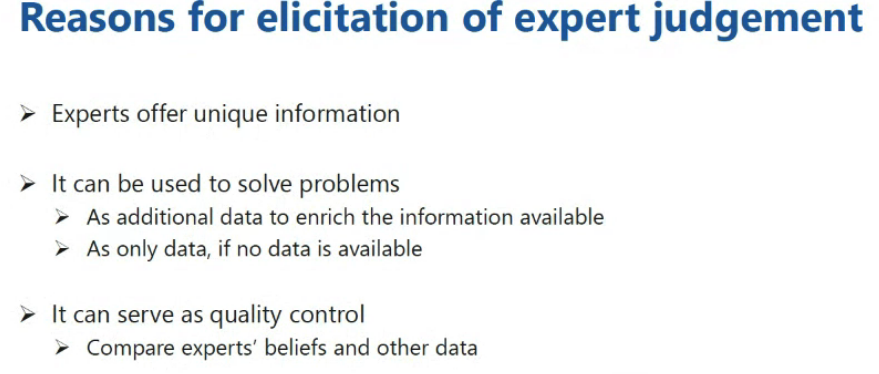 Reasons for elicitation of expert judgement
➢ Experts offer unique information
➢ It can be used to solve problems
➢ As additional data to enrich the information available
➢ As only data, if no data is available
➢ It can serve as quality control
➢ Compare experts’ beliefs and other data